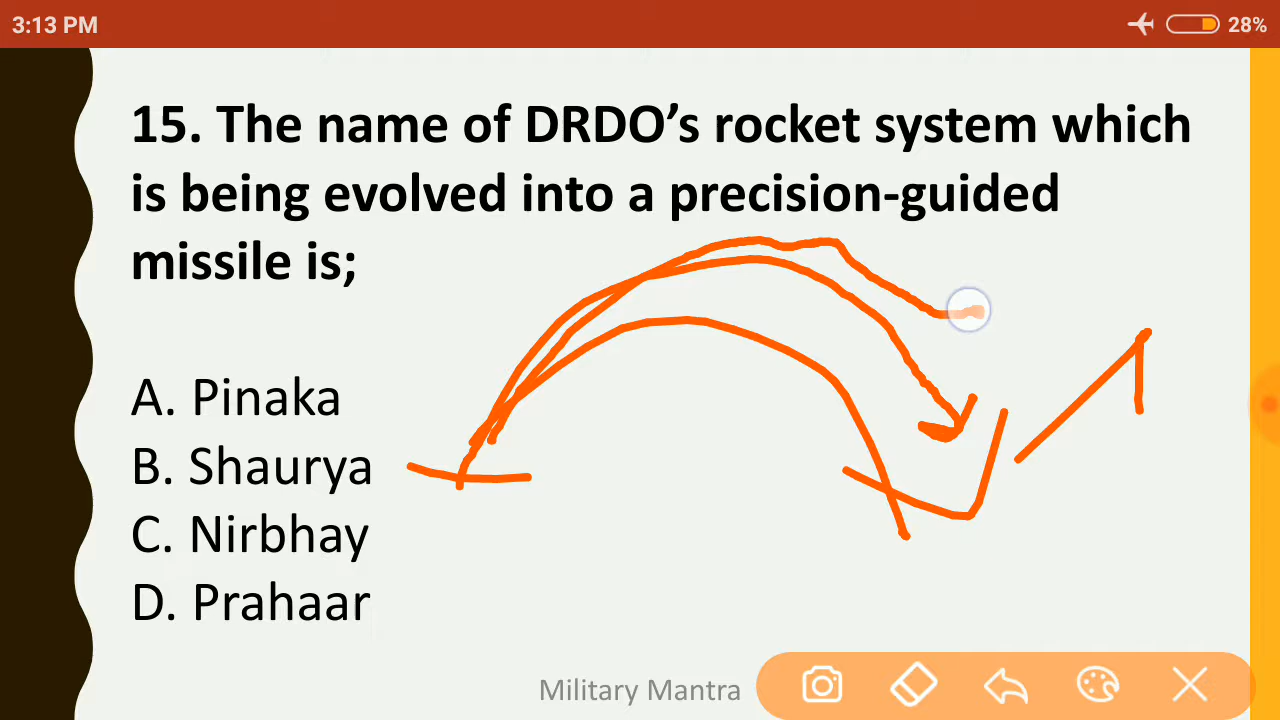 3:13 PM 28%
15. The name of DRDO’s rocket system which
is being evolved into a precision-guided
missile is;
A. Pinaka
B. Shaurya
C. Nirbhay
D. Prahaar
Military Mantra